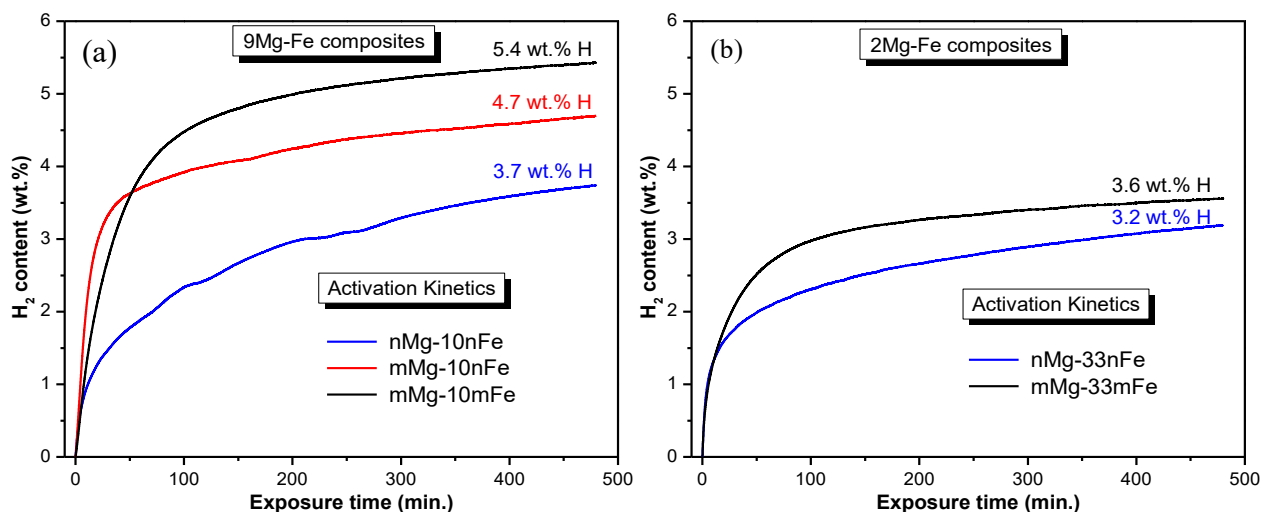 (a)
9Mg-Fe composites
5.4 wt.% H
4.7 wt.% H
3.7 wt.% H
Activation Kinetics
nMg-10nFe
mMg-10nFe
mMg-10mFe
H₂ content (wt.%)
6
5
4
3
2
1
0
0 100 200 300 400 500
Exposure time (min.)
(b)
2Mg-Fe composites
3.6 wt.% H
3.2 wt.% H
Activation Kinetics
nMg-33nFe
mMg-33mFe
H₂ content (wt.%)
6
5
4
3
2
1
0
0 100 200 300 400 500
Exposure time (min.)